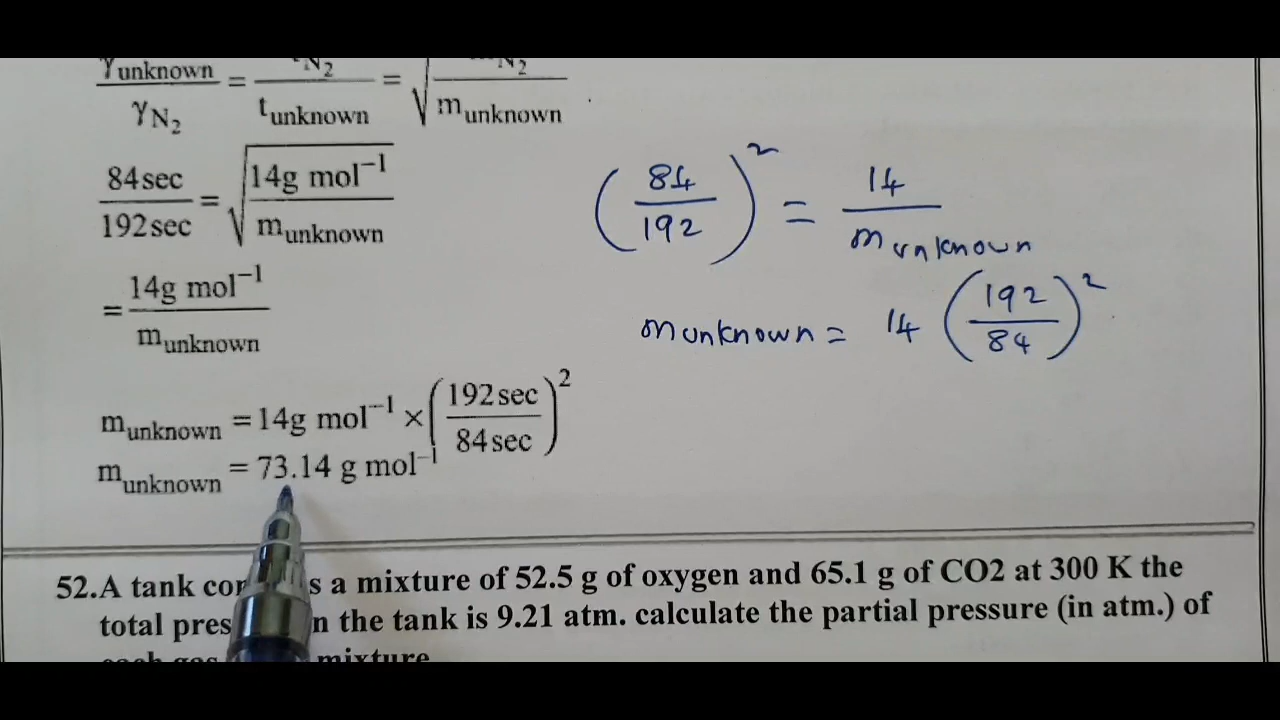 γunknown / γN2 = tN2 / tunknown = √ mN2 / munknown
84sec / 192sec = √ 14g mol⁻¹ / munknown
= 14g mol⁻¹ / munknown
munknown = 14g mol⁻¹ × (192sec / 84sec)²
munknown = 73.14 g mol⁻¹
(84 / 192)² = 14 / munknown
munknown = 14 (192 / 84)²
52.A tank s a mixture of 52.5 g of oxygen and 65.1 g of CO2 at 300 K the
total pres n the tank is 9.21 atm. calculate the partial pressure (in atm.) of
mixture